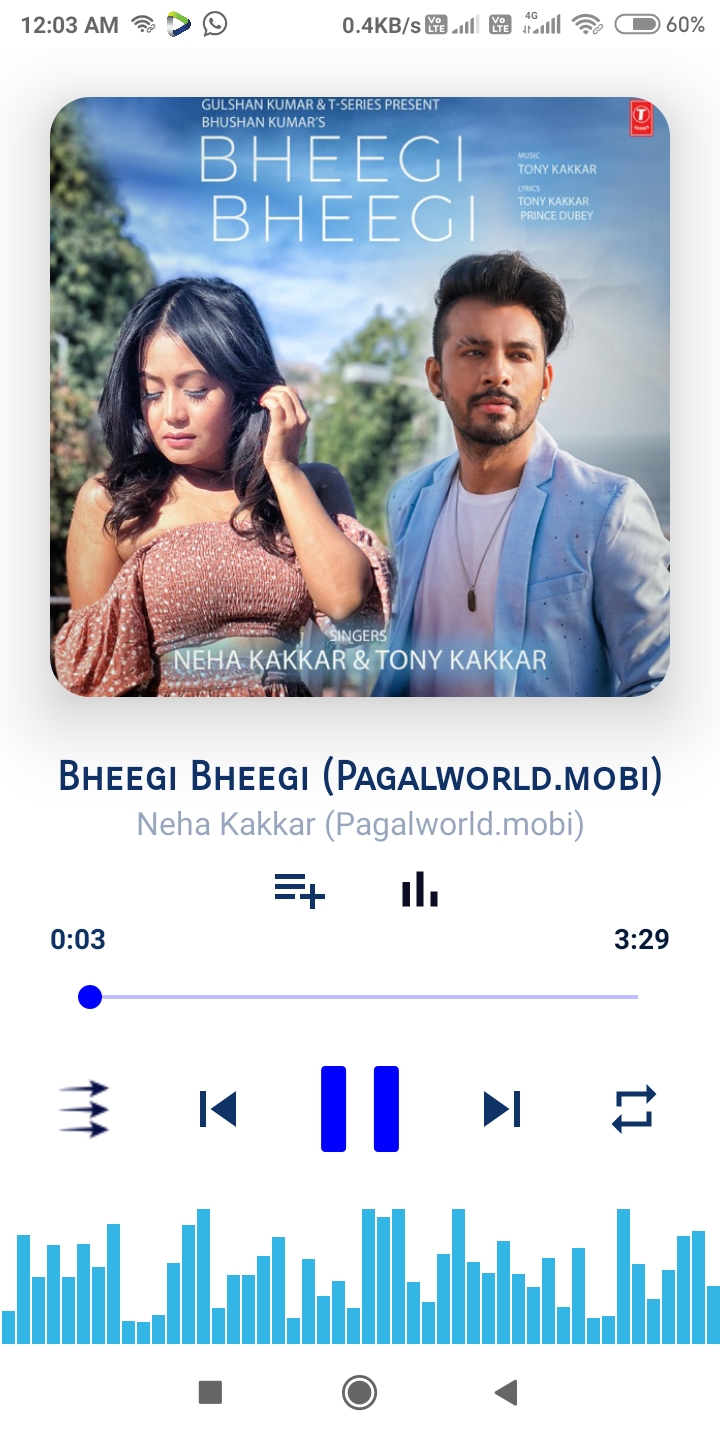 12:03 AM 0.4KB/s Vo LTE Vo LTE 4G 60%
GULSHAN KUMAR & T-SERIES PRESENT
BHUSHAN KUMAR'S
BHEEGI
BHEEGI
MUSIC
TONY KAKKAR
LYRICS
TONY KAKKAR
PRINCE DUBEY
T
SINGERS
NEHA KAKKAR & TONY KAKKAR
BHEEGI BHEEGI (PAGALWORLD.MOBI)
Neha Kakkar (Pagalworld.mobi)
0:03 3:29